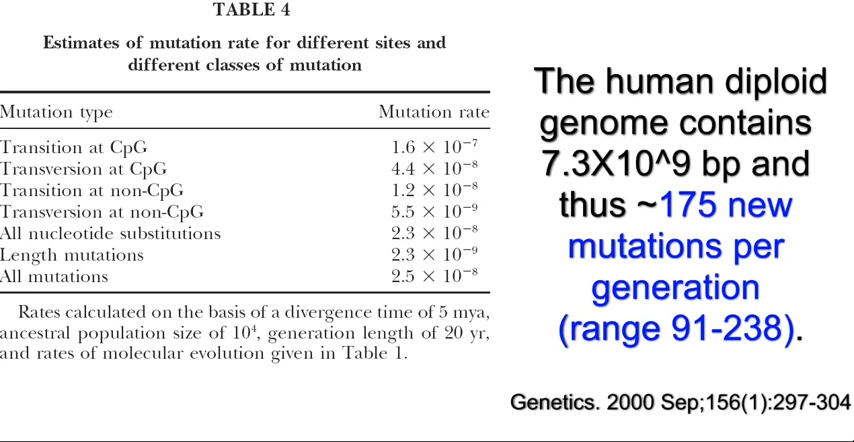 TABLE 4
Estimates of mutation rate for different sites and
different classes of mutation
Mutation type Mutation rate
Transition at CpG 1.6 × 10⁻⁷
Transversion at CpG 4.4 × 10⁻⁸
Transition at non-CpG 1.2 × 10⁻⁸
Transversion at non-CpG 5.5 × 10⁻⁹
All nucleotide substitutions 2.3 × 10⁻⁸
Length mutations 2.3 × 10⁻⁹
All mutations 2.5 × 10⁻⁸
Rates calculated on the basis of a divergence time of 5 mya,
ancestral population size of 10⁴, generation length of 20 yr,
and rates of molecular evolution given in Table 1.
The human diploid
genome contains
7.3X10^9 bp and
thus ~175 new
mutations per
generation
(range 91-238).
Genetics. 2000 Sep;156(1):297-304